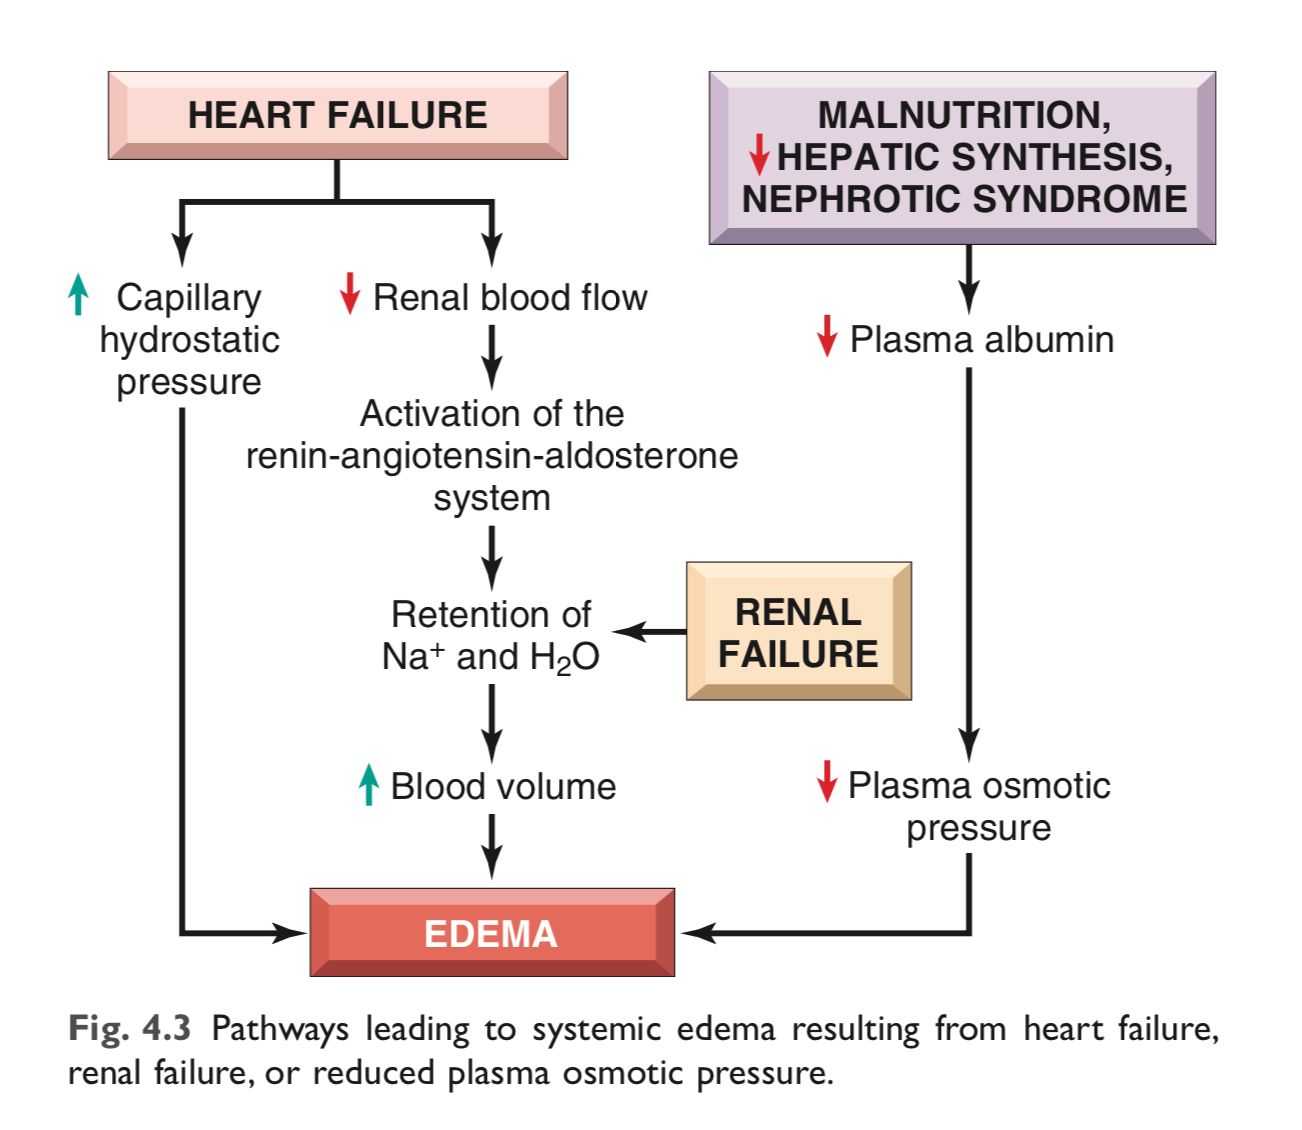 HEART FAILURE
MALNUTRITION,
↓ HEPATIC SYNTHESIS,
NEPHROTIC SYNDROME
↑ Capillary
hydrostatic
pressure
↓ Renal blood flow
↓ Plasma albumin
Activation of the
renin-angiotensin-aldosterone
system
Retention of
Na⁺ and H₂O
RENAL
FAILURE
↑ Blood volume
↓ Plasma osmotic
pressure
EDEMA
Fig. 4.3 Pathways leading to systemic edema resulting from heart failure,
renal failure, or reduced plasma osmotic pressure.